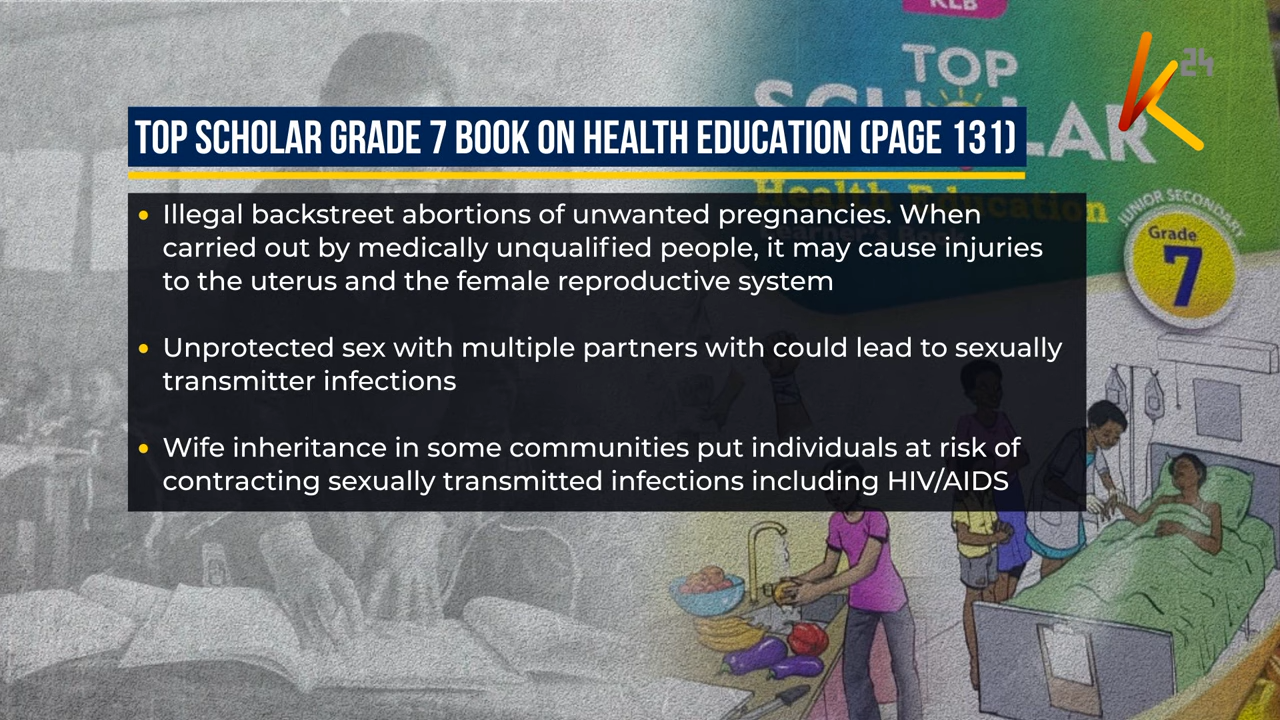 KLB
TOP
SCHOLAR
K24
TOP SCHOLAR GRADE 7 BOOK ON HEALTH EDUCATION (PAGE 131)
Health Education
Learner's Book
JUNIOR SECONDARY
Grade
7
• Illegal backstreet abortions of unwanted pregnancies. When
carried out by medically unqualified people, it may cause injuries
to the uterus and the female reproductive system
• Unprotected sex with multiple partners with could lead to sexually
transmitter infections
• Wife inheritance in some communities put individuals at risk of
contracting sexually transmitted infections including HIV/AIDS